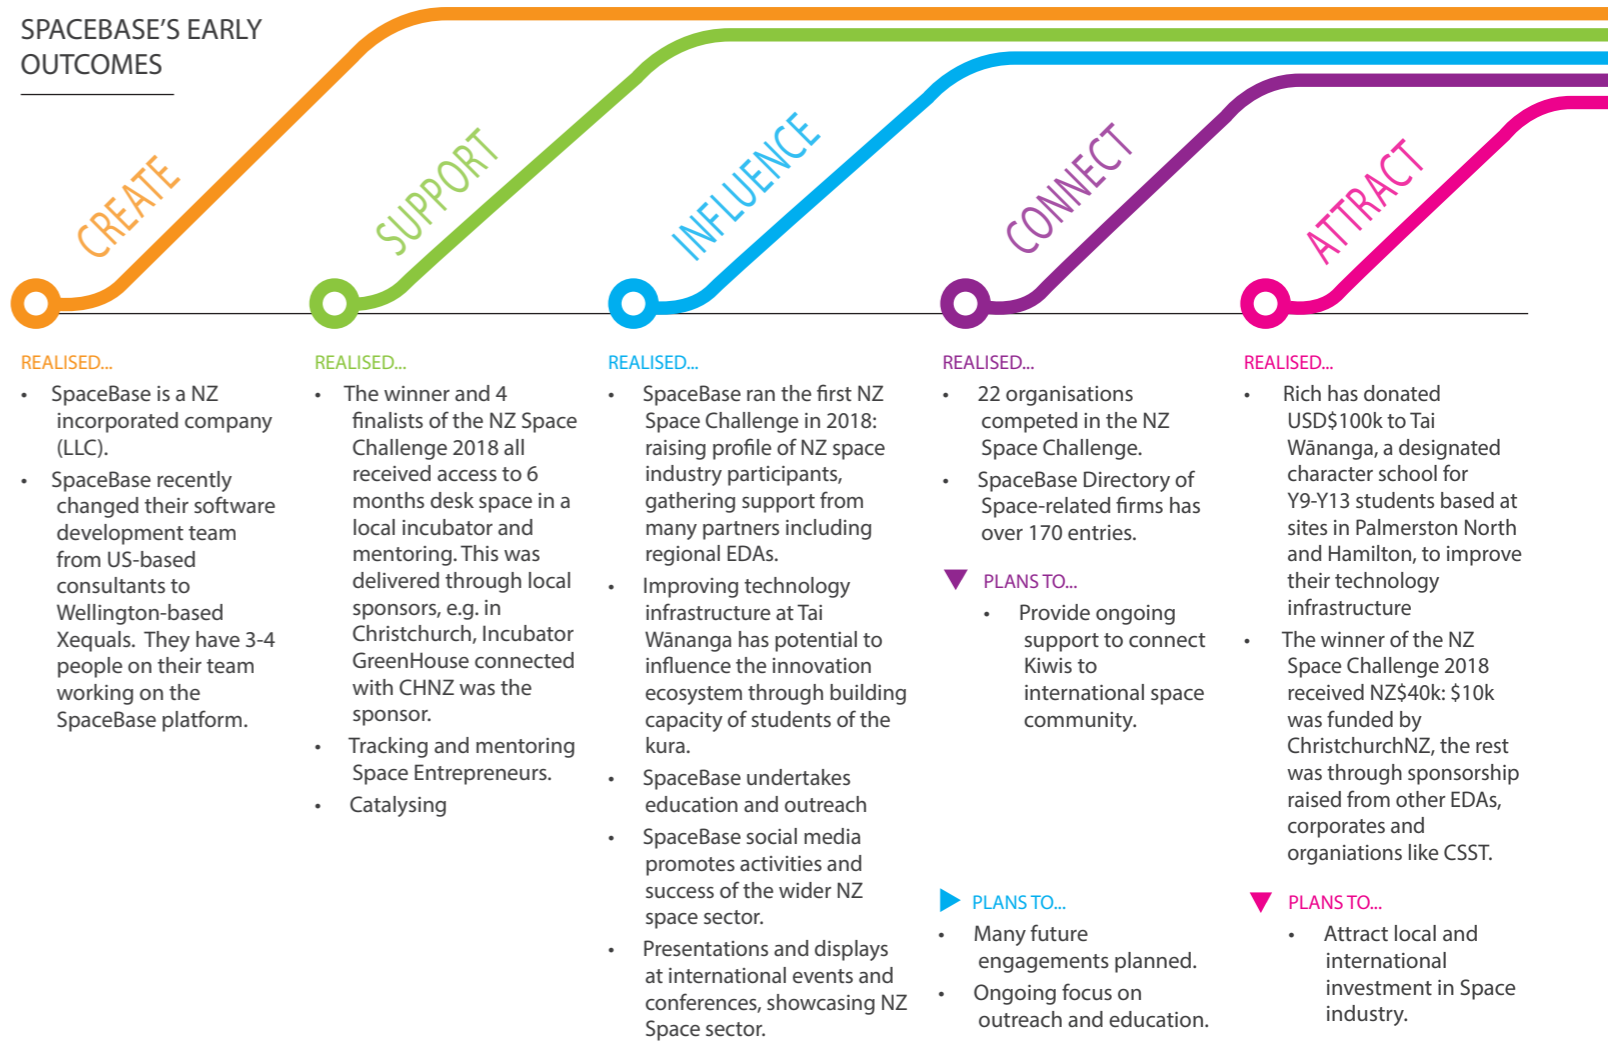 SPACEBASE'S EARLY
OUTCOMES
CREATE
SUPPORT
INFLUENCE
CONNECT
ATTRACT
REALISED...
• SpaceBase is a NZ
incorporated company
(LLC).
• SpaceBase recently
changed their software
development team
from US-based
consultants to
Wellington-based
Xequals. They have 3-4
people on their team
working on the
SpaceBase platform.
REALISED...
• The winner and 4
finalists of the NZ Space
Challenge 2018 all
received access to 6
months desk space in a
local incubator and
mentoring. This was
delivered through local
sponsors, e.g. in
Christchurch, Incubator
GreenHouse connected
with CHNZ was the
sponsor.
• Tracking and mentoring
Space Entrepreneurs.
• Catalysing
REALISED...
• SpaceBase ran the first NZ
Space Challenge in 2018:
raising profile of NZ space
industry participants,
gathering support from
many partners including
regional EDAs.
• Improving technology
infrastructure at Tai
Wānanga has potential to
influence the innovation
ecosystem through building
capacity of students of the
kura.
• SpaceBase undertakes
education and outreach
• SpaceBase social media
promotes activities and
success of the wider NZ
space sector.
• Presentations and displays
at international events and
conferences, showcasing NZ
Space sector.
PLANS TO...
• Many future
engagements planned.
• Ongoing focus on
outreach and education.
REALISED...
• 22 organisations
competed in the NZ
Space Challenge.
• SpaceBase Directory of
Space-related firms has
over 170 entries.
PLANS TO...
• Provide ongoing
support to connect
Kiwis to
international space
community.
REALISED...
• Rich has donated
USD$100k to Tai
Wānanga, a designated
character school for
Y9-Y13 students based at
sites in Palmerston North
and Hamilton, to improve
their technology
infrastructure
• The winner of the NZ
Space Challenge 2018
received NZ$40k: $10k
was funded by
ChristchurchNZ, the rest
was through sponsorship
raised from other EDAs,
corporates and
organiations like CSST.
PLANS TO...
• Attract local and
international
investment in Space
industry.